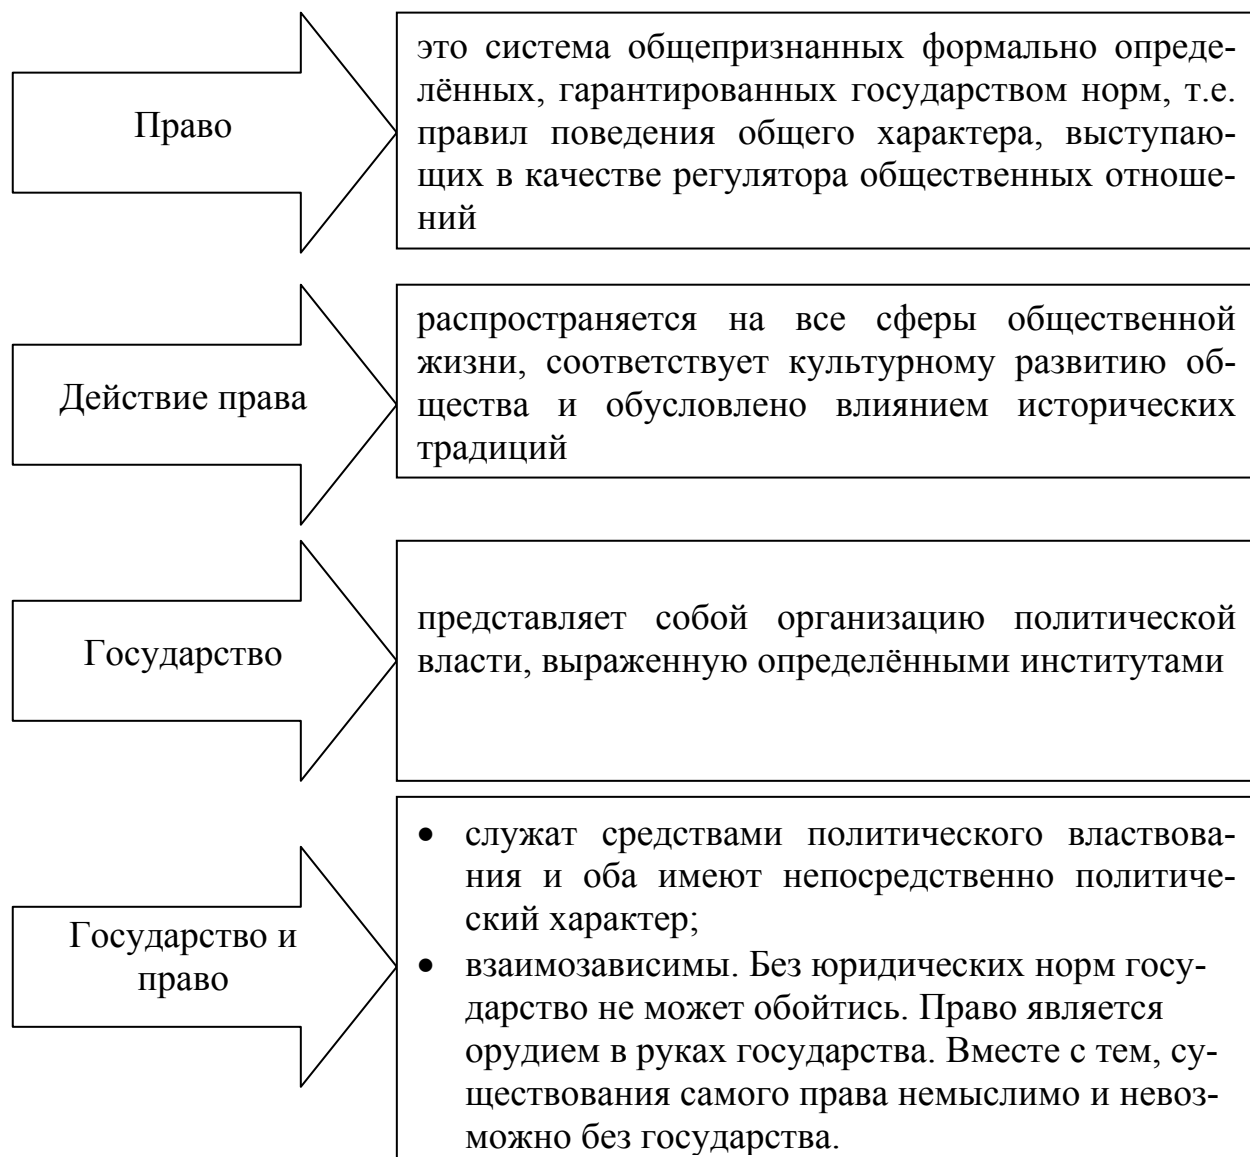 Право
это система общепризнанных формально опреде-
лённых, гарантированных государством норм, т.е.
правил поведения общего характера, выступаю-
щих в качестве регулятора общественных отноше-
ний
Действие права
распространяется на все сферы общественной
жизни, соответствует культурному развитию об-
щества и обусловлено влиянием исторических
традиций
Государство
представляет собой организацию политической
власти, выраженную определёнными институтами
Государство и
право
• служат средствами политического властвова-
ния и оба имеют непосредственно политиче-
ский характер;
• взаимозависимы. Без юридических норм госу-
дарство не может обойтись. Право является
орудием в руках государства. Вместе с тем, су-
ществования самого права немыслимо и невоз-
можно без государства.